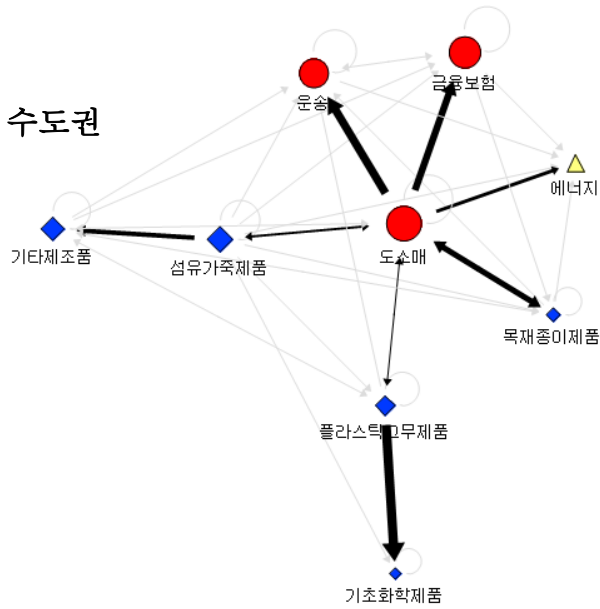 금융보험
운송
수도권
에너지
도소매
기타제조품
섬유가죽제품
목재종이제품
플라스틱고무제품
기초화학제품